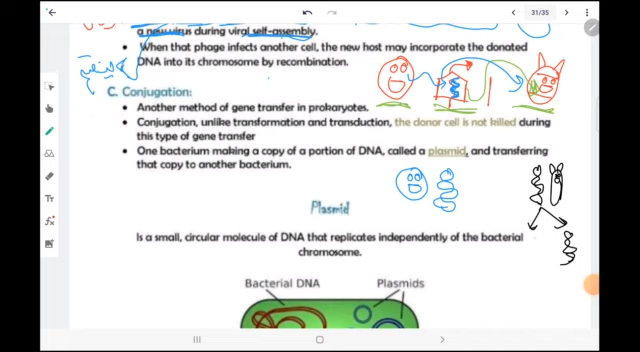 31/35
a new virus during viral self-assembly.
• When that phage infects another cell, the new host may incorporate the donated
DNA into its chromosome by recombination.
C. Conjugation:
• Another method of gene transfer in prokaryotes.
• Conjugation, unlike transformation and transduction, the donor cell is not killed during
this type of gene transfer
• One bacterium making a copy of a portion of DNA, called a plasmid, and transferring
that copy to another bacterium.
Plasmid
Is a small, circular molecule of DNA that replicates independently of the bacterial
chromosome.
Bacterial DNA Plasmids
Tт
f×